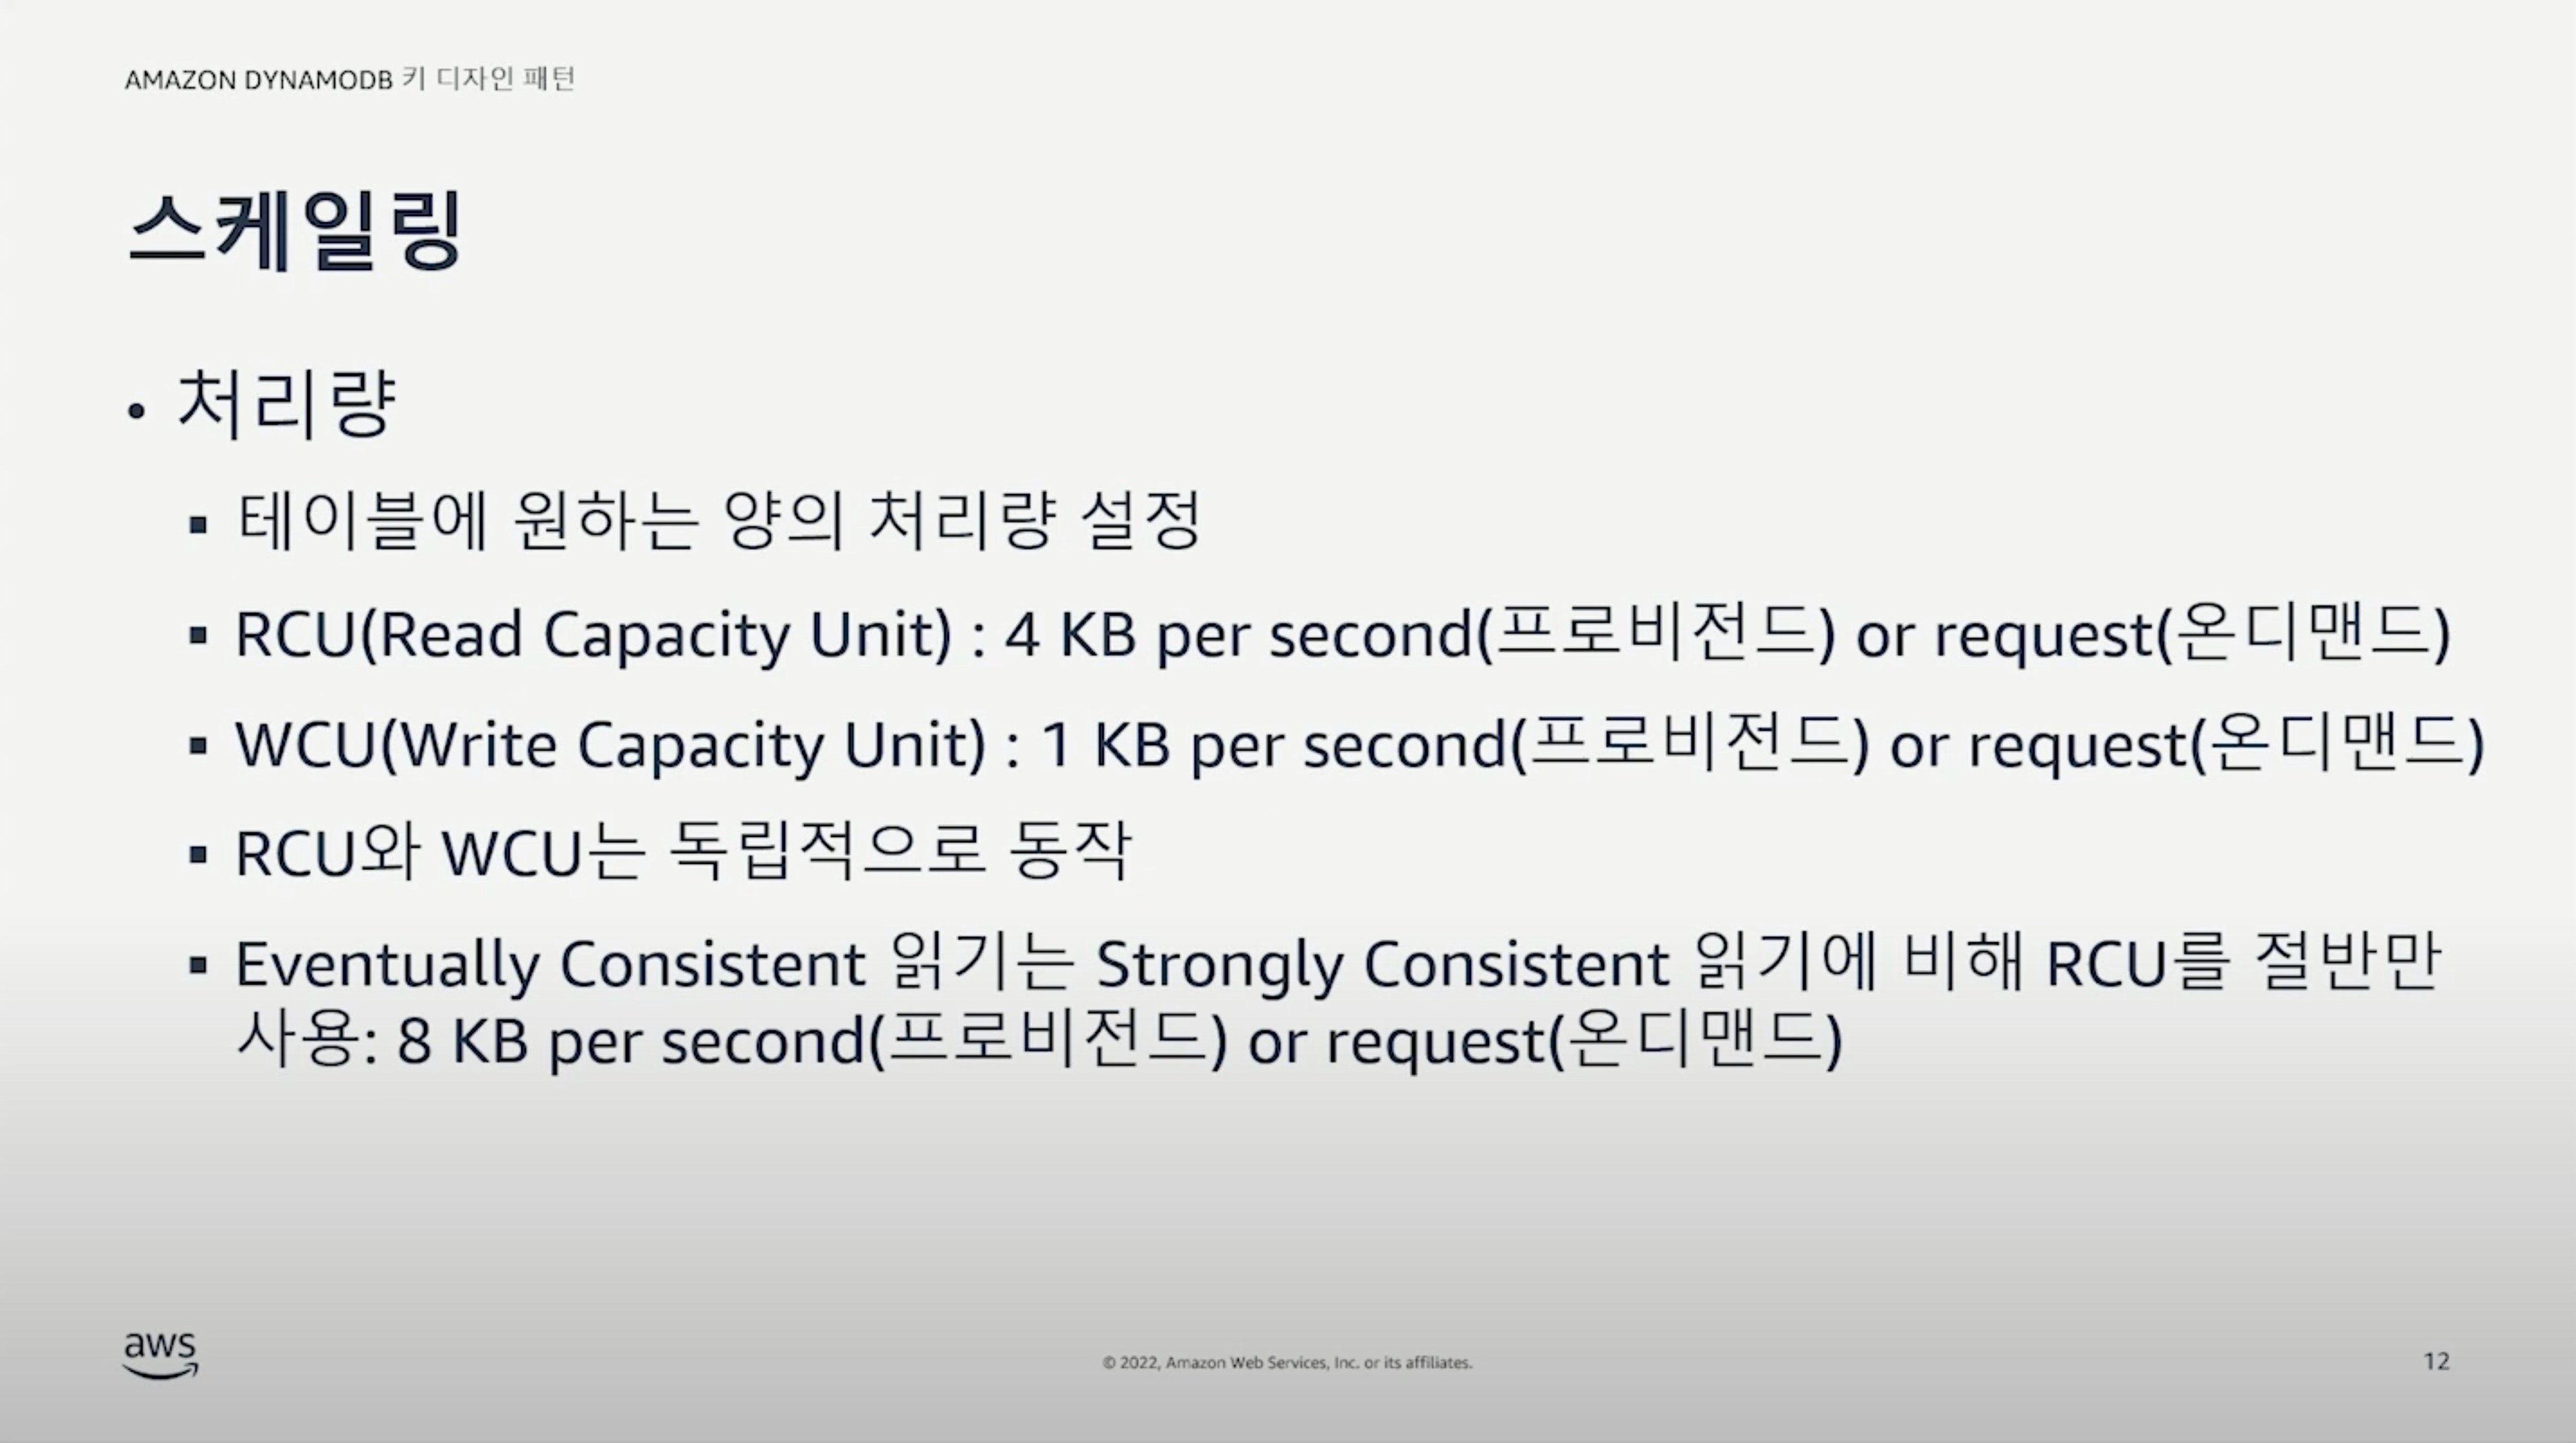 AMAZON DYNAMODB 키 디자인 패턴
스케일링
• 처리량
▪ 테이블에 원하는 양의 처리량 설정
▪ RCU(Read Capacity Unit) : 4 KB per second(프로비전드) or request(온디맨드)
▪ WCU(Write Capacity Unit) : 1 KB per second(프로비전드) or request(온디맨드)
▪ RCU와 WCU는 독립적으로 동작
▪ Eventually Consistent 읽기는 Strongly Consistent 읽기에 비해 RCU를 절반만
사용: 8 KB per second(프로비전드) or request(온디맨드)
aws
© 2022, Amazon Web Services, Inc. or its affiliates.
12